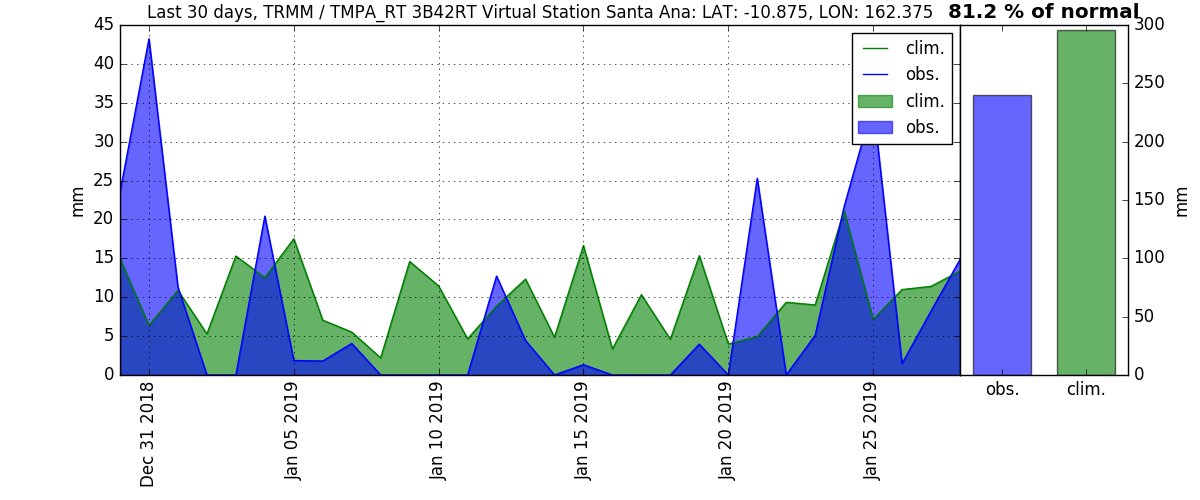 Last 30 days, TRMM / TMPA_RT 3B42RT Virtual Station Santa Ana: LAT: -10.875, LON: 162.375
81.2 % of normal
45
40
35
30
25
20
15
10
5
0
mm
clim.
obs.
clim.
obs.
Dec 31 2018
Jan 05 2019
Jan 10 2019
Jan 15 2019
Jan 20 2019
Jan 25 2019
300
250
200
150
100
50
0
mm
obs.
clim.